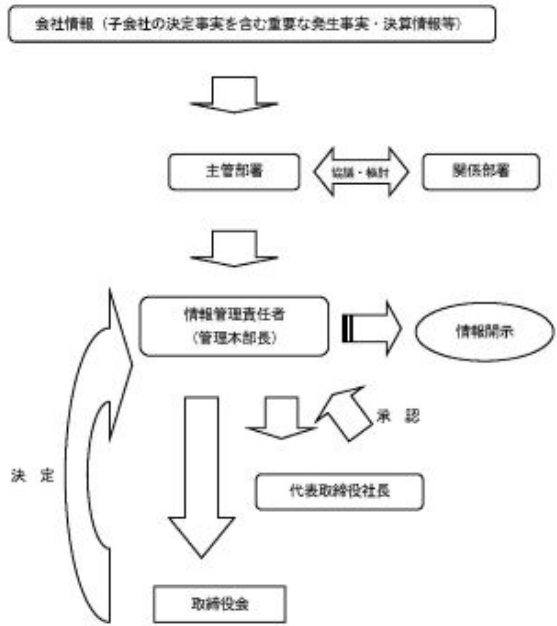 会社情報（子会社の決定事実を含む重要な発生事実・決算情報等）
主管部署
協議・検討
関係部署
情報管理責任者
（管理本部長）
情報開示
承　認
決　定
代表取締役社長
取締役会